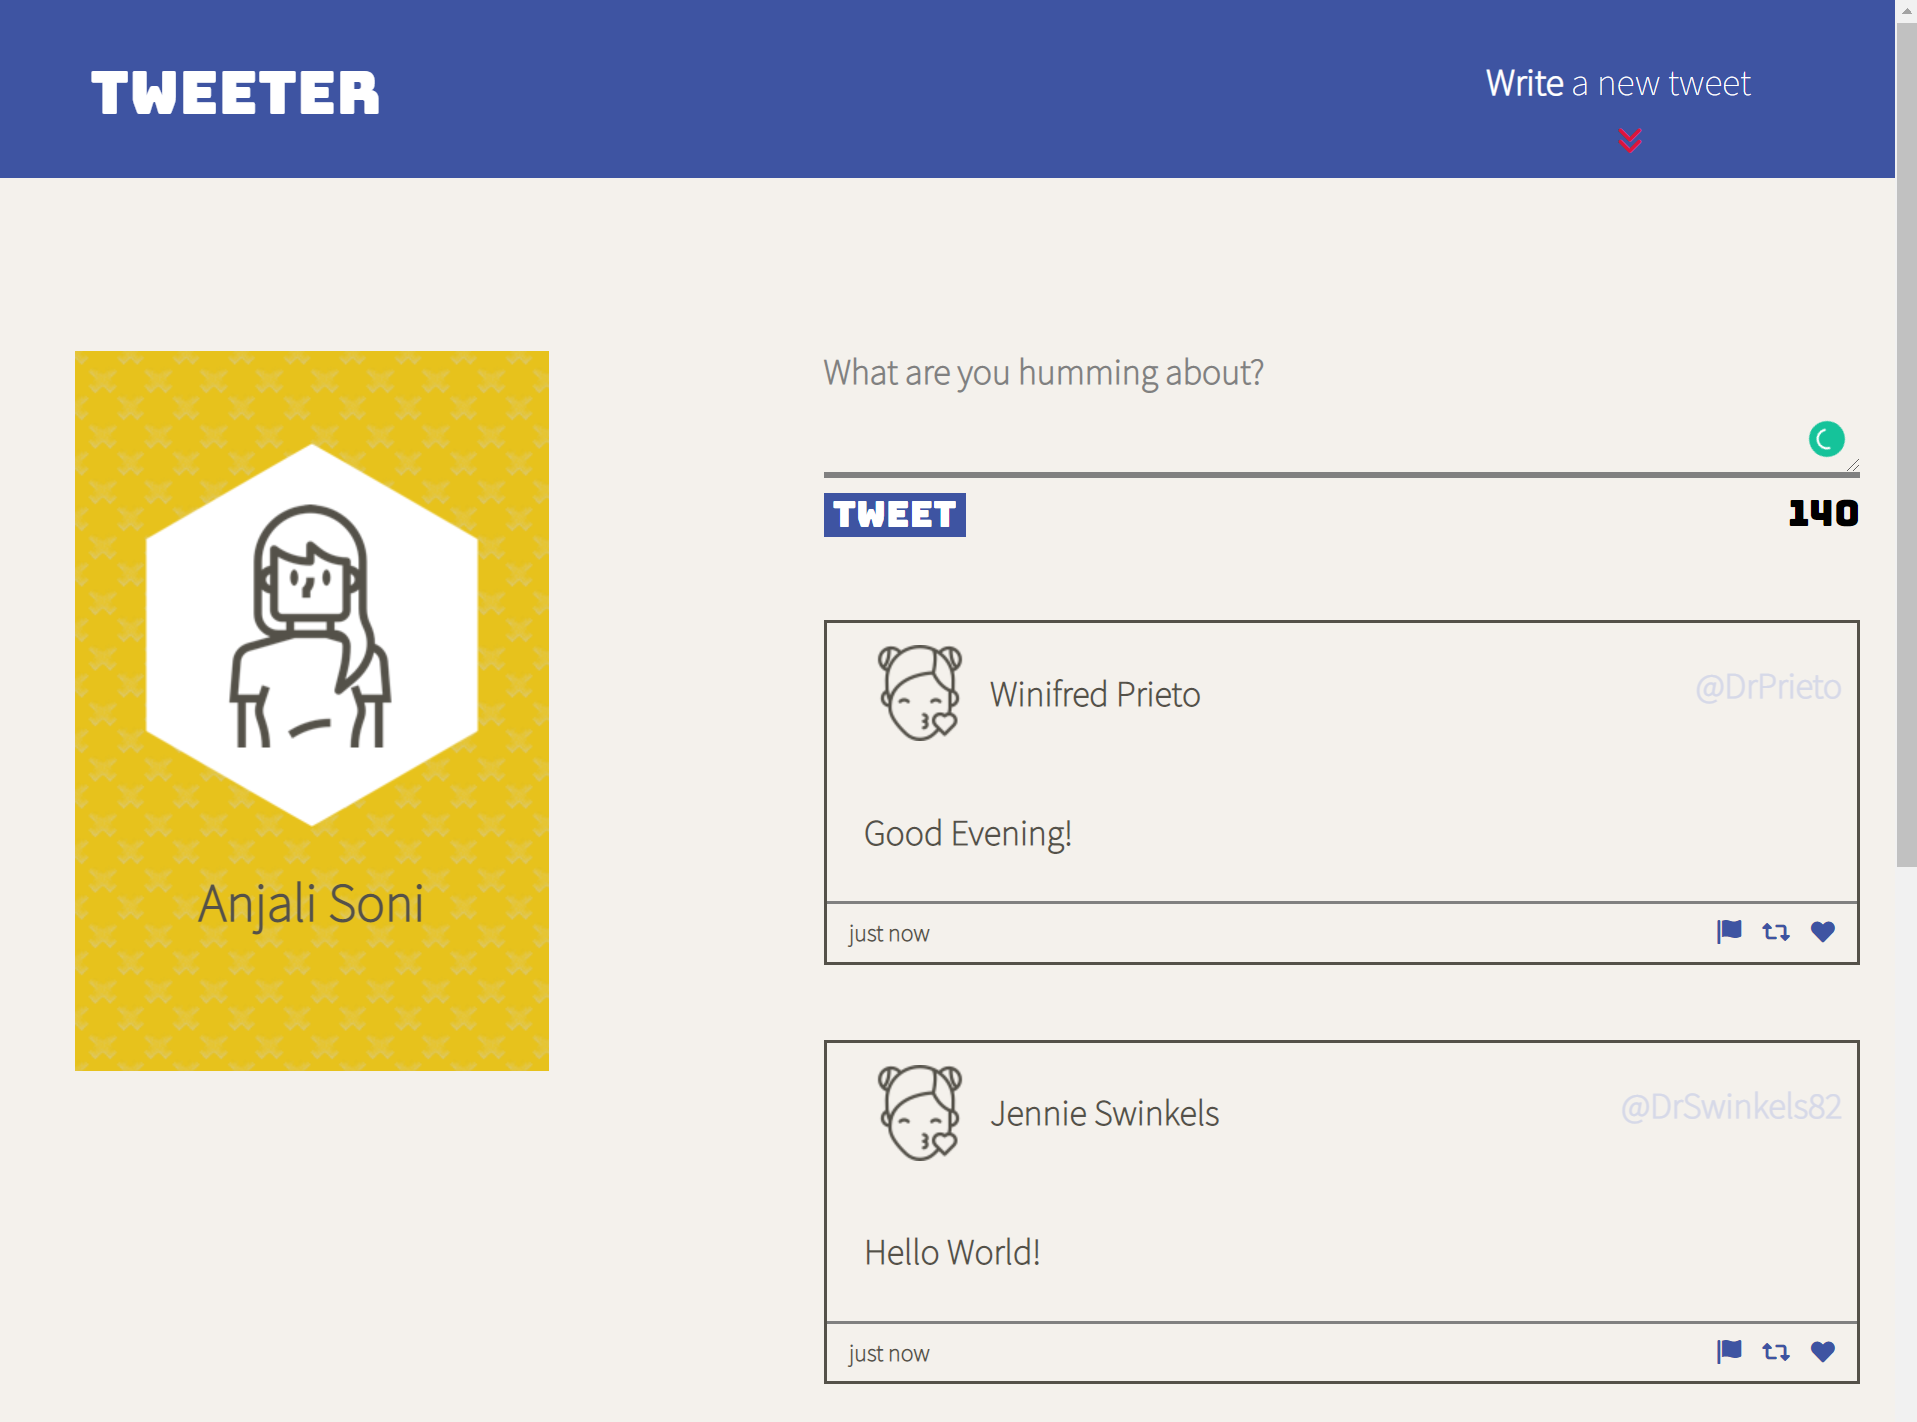 TWEETER
Write a new tweet
Anjali Soni
What are you humming about?
TWEET
140
Winifred Prieto
@DrPrieto
Good Evening!
just now
Jennie Swinkels
@DrSwinkels82
Hello World!
just now